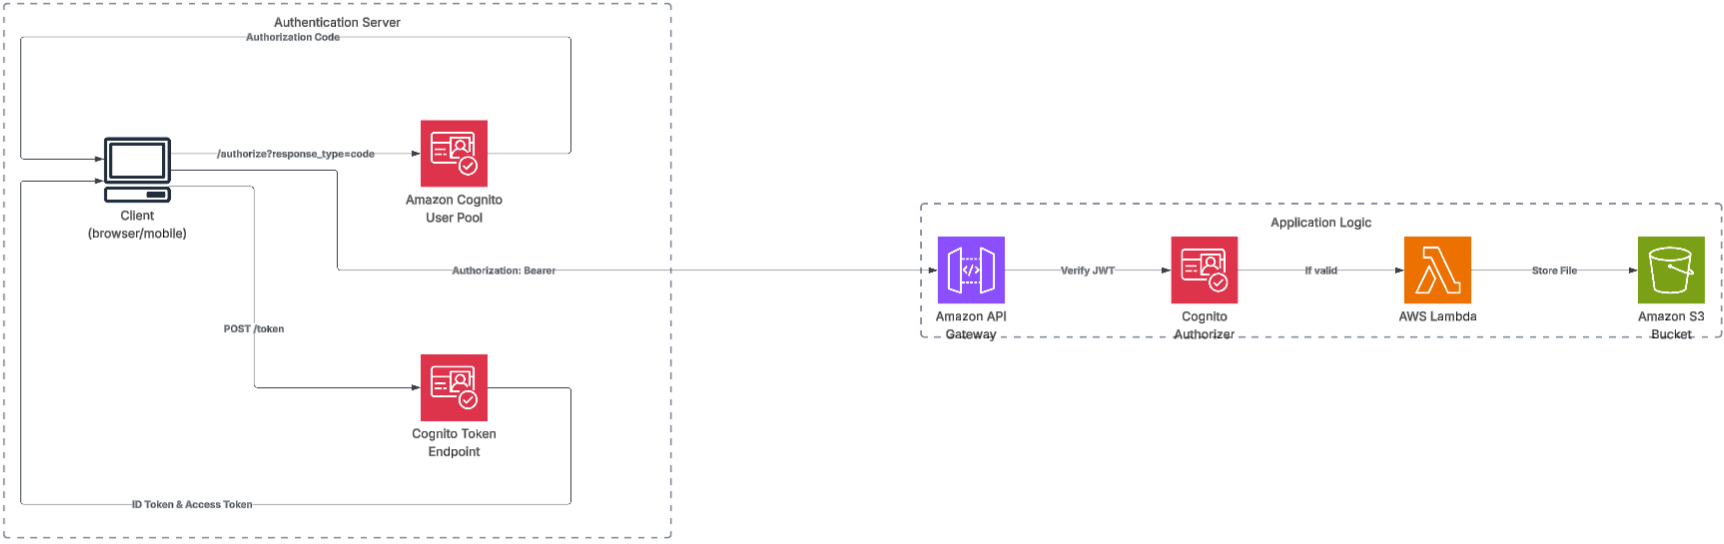 Authentication Server
Authorization Code
/authorize?response_type=code
Amazon Cognito
User Pool
Client
(browser/mobile)
Authorization: Bearer
POST /token
Cognito Token
Endpoint
ID Token & Access Token
Application Logic
Verify JWT
If valid
Store File
Amazon API
Gateway
Cognito
Authorizer
AWS Lambda
Amazon S3
Bucket